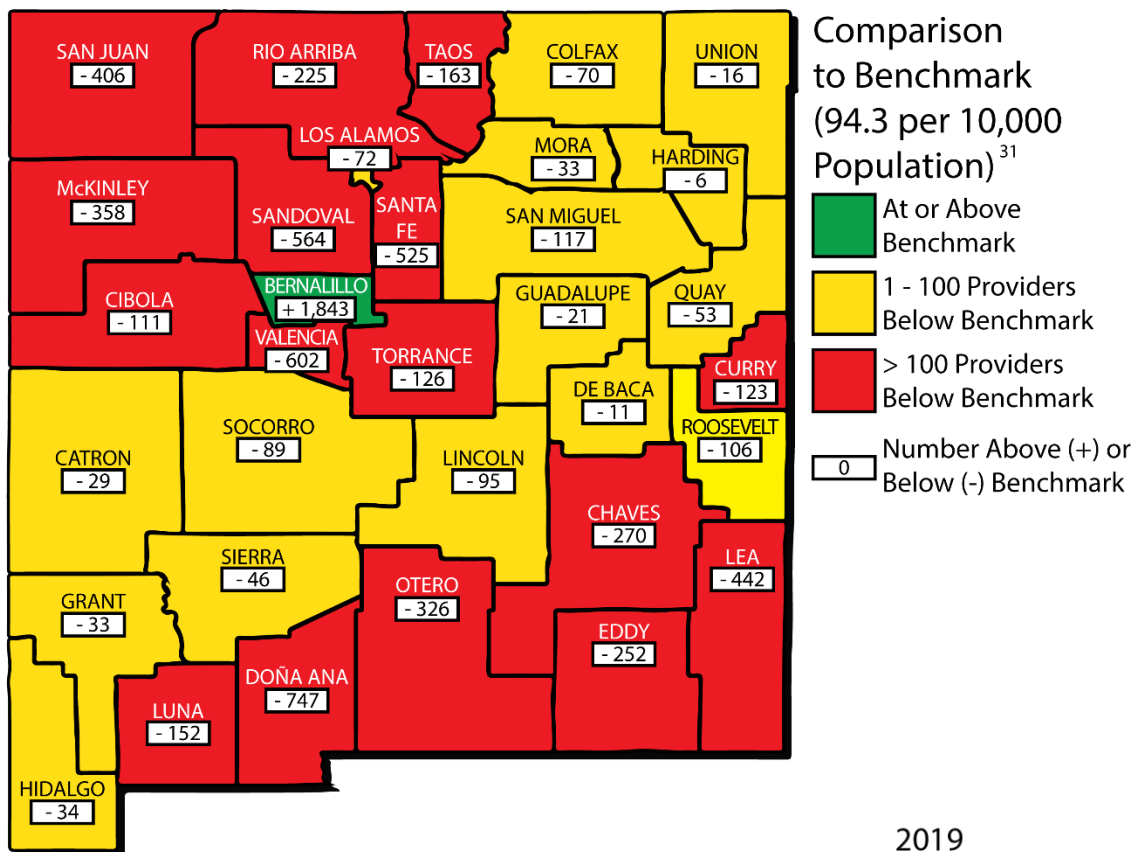 SAN JUAN
- 406
RIO ARRIBA
- 225
TAOS
- 163
COLFAX
- 70
UNION
- 16
LOS ALAMOS
- 72
MORA
- 33
HARDING
- 6
McKINLEY
- 358
SANDOVAL
- 564
SANTA
FE
- 525
SAN MIGUEL
- 117
CIBOLA
- 111
BERNALILLO
+ 1,843
GUADALUPE
- 21
QUAY
- 53
VALENCIA
- 602
TORRANCE
- 126
CURRY
- 123
DE BACA
- 11
ROOSEVELT
- 106
CATRON
- 29
SOCORRO
- 89
LINCOLN
- 95
CHAVES
- 270
SIERRA
- 46
OTERO
- 326
LEA
- 442
GRANT
- 33
EDDY
- 252
LUNA
- 152
DOÑA ANA
- 747
HIDALGO
- 34
Comparison
to Benchmark
(94.3 per 10,000
Population) 31
At or Above
Benchmark
1 - 100 Providers
Below Benchmark
> 100 Providers
Below Benchmark
0
Number Above (+) or
Below (-) Benchmark
2019